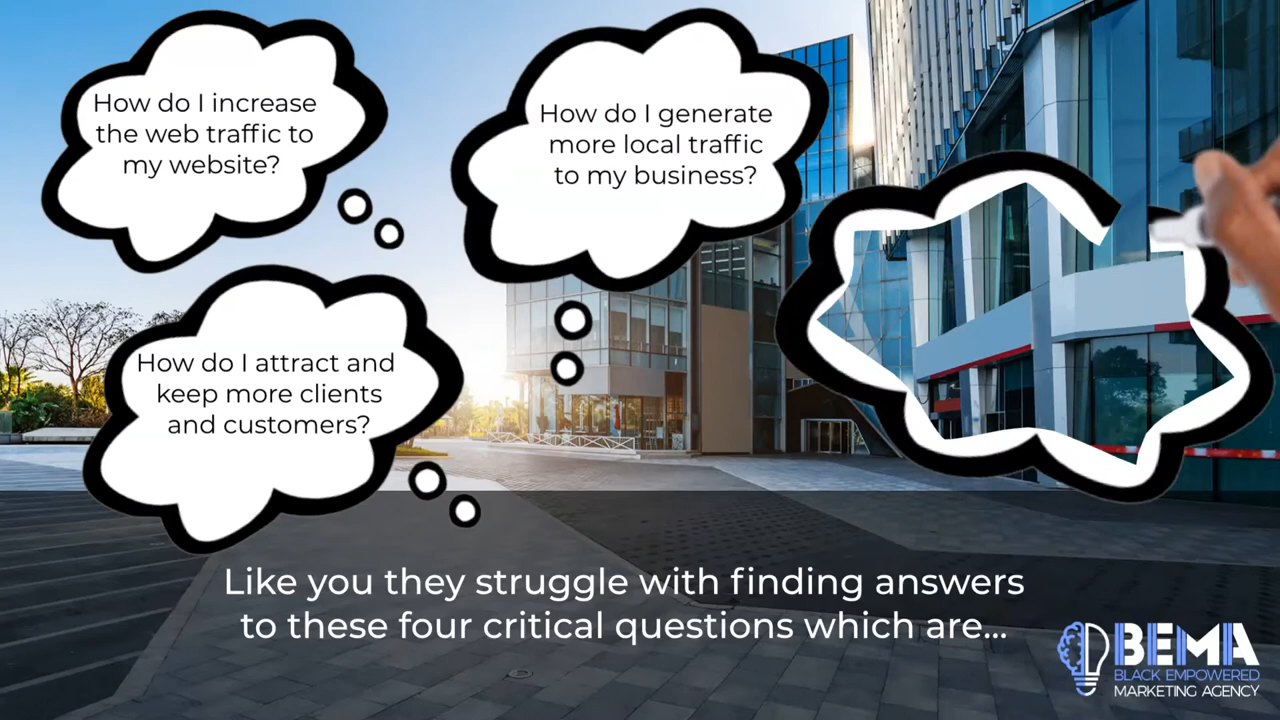 How do I increase
the web traffic to
my website?
How do I generate
more local traffic
to my business?
How do I attract and
keep more clients
and customers?
Like you they struggle with finding answers
to these four critical questions which are...
BEMA
BLACK EMPOWERED
MARKETING AGENCY